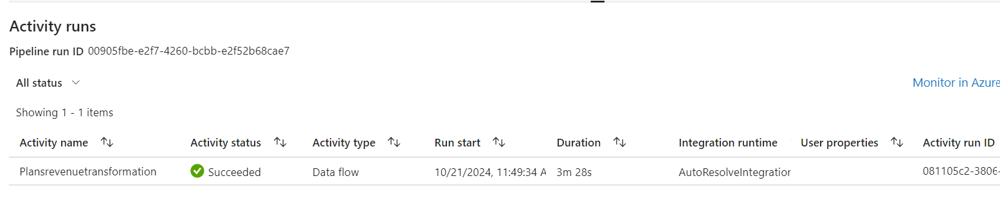 Activity runs
Pipeline run ID 00905fbe-e2f7-4260-bcbb-e2f52b68cae7
All status
Monitor in Azure
Showing 1 - 1 items
Activity name Activity status Activity type Run start Duration Integration runtime User properties Activity run ID
Plansrevenuetransformation Succeeded Data flow 10/21/2024, 11:49:34 A 3m 28s AutoResolveIntegration 081105c2-3806-